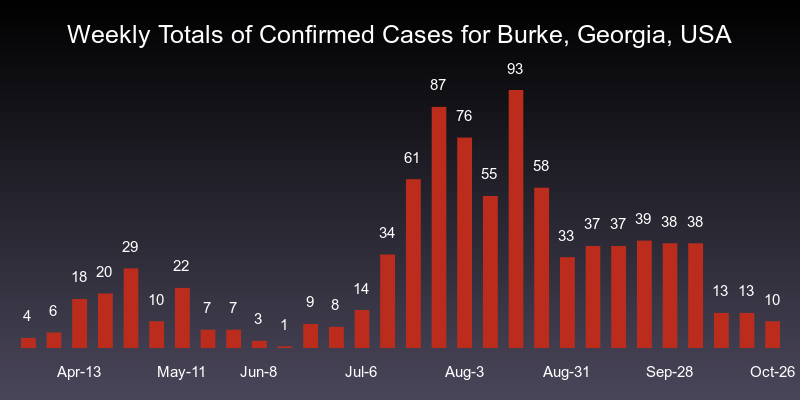 Weekly Totals of Confirmed Cases for Burke, Georgia, USA
4 6 18 20 29 10 22 7 7 3 1 9 8 14 34 61 87 76 55 93 58 33 37 37 39 38 38 13 13 10
Apr-13 May-11 Jun-8 Jul-6 Aug-3 Aug-31 Sep-28 Oct-26